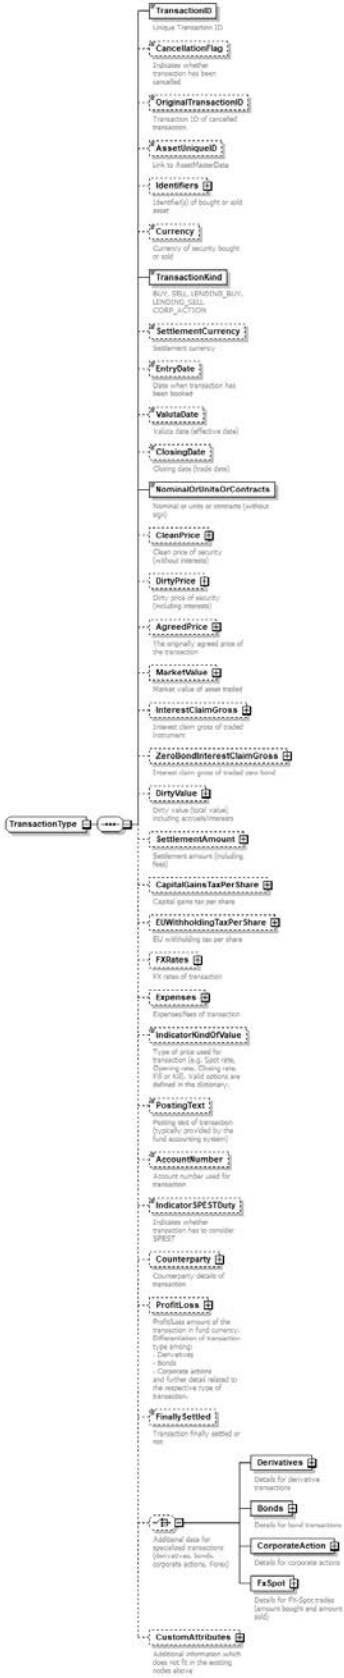 TransactionID
Unique Transaction ID
CancellationFlag
Indicates whether
transaction has been
cancelled
OriginalTransactionID
Transaction ID of cancelled
transaction
AssetUniqueID
Link to AssetMasterData
Identifiers
Identifier(s) of bought or sold
asset
Currency
Currency of security bought
or sold
TransactionKind
BUY, SELL, LENDING_BUY,
LENDING_SELL,
CORP_ACTION
SettlementCurrency
Settlement currency
EntryDate
Date when transaction has
been booked
ValutaDate
Valuta date (effective date)
ClosingDate
Closing date (trade date)
NominalOrUnitsOrContracts
Nominal or units or contracts (without
sign)
CleanPrice
Clean price of security
(without interests)
DirtyPrice
Dirty price of security
(including interests)
AgreedPrice
The originally agreed price of
the transaction
MarketValue
Market value of asset traded
InterestClaimGross
Interest claim gross of traded
instrument
ZeroBondInterestClaimGross
Interest claim gross of traded zero bond
DirtyValue
Dirty value (total value)
including accruals/interests
TransactionType
SettlementAmount
Settlement amount (including
fees)
CapitalGainsTaxPerShare
Capital gains tax per share
EUWithholdingTaxPerShare
EU withholding tax per share
FXRates
FX rates of transaction
Expenses
Expenses/fees of transaction
IndicatorKindOfValue
Type of price used for
transaction (e.g. Spot rate,
Opening rate, Closing rate,
Fill or Kill). Valid options are
defined in the dictionary.
PostingText
Posting text of transaction
(typically provided by the
fund accounting system)
AccountNumber
Account number used for
transaction
IndicatorSPESTDuty
Indicates whether
transaction has to consider
SPEST
Counterparty
Counterparty details of
transaction
ProfitLoss
Profit/Loss amount of the
transaction in fund currency.
Differentiation of transaction
type among:
- Derivatives
- Bonds
- Corporate actions
and further detail related to
the respective type of
transaction.
FinallySettled
Transaction finally settled or
not
Additional data for
specialized transactions
(derivatives, bonds,
corporate actions, Forex)
Derivatives
Details for derivative
transactions
Bonds
Details for bond transactions
CorporateAction
Details for corporate actions
FxSpot
Details for FX-Spot trades
(amount bought and amount
sold)
CustomAttributes
Additional information which
does not fit in the existing
nodes above